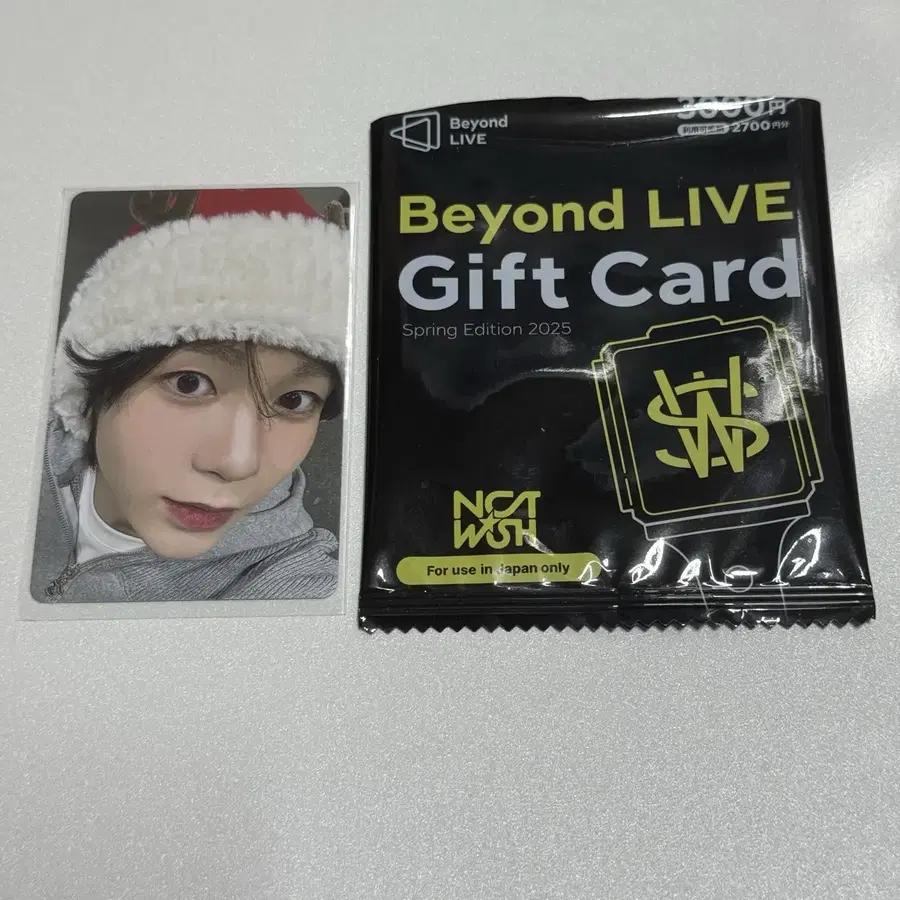 Beyond
LIVE
3000円
利用可能額 2700円分
Beyond LIVE
Gift Card
Spring Edition 2025
NCT
WISH
For use in Japan only